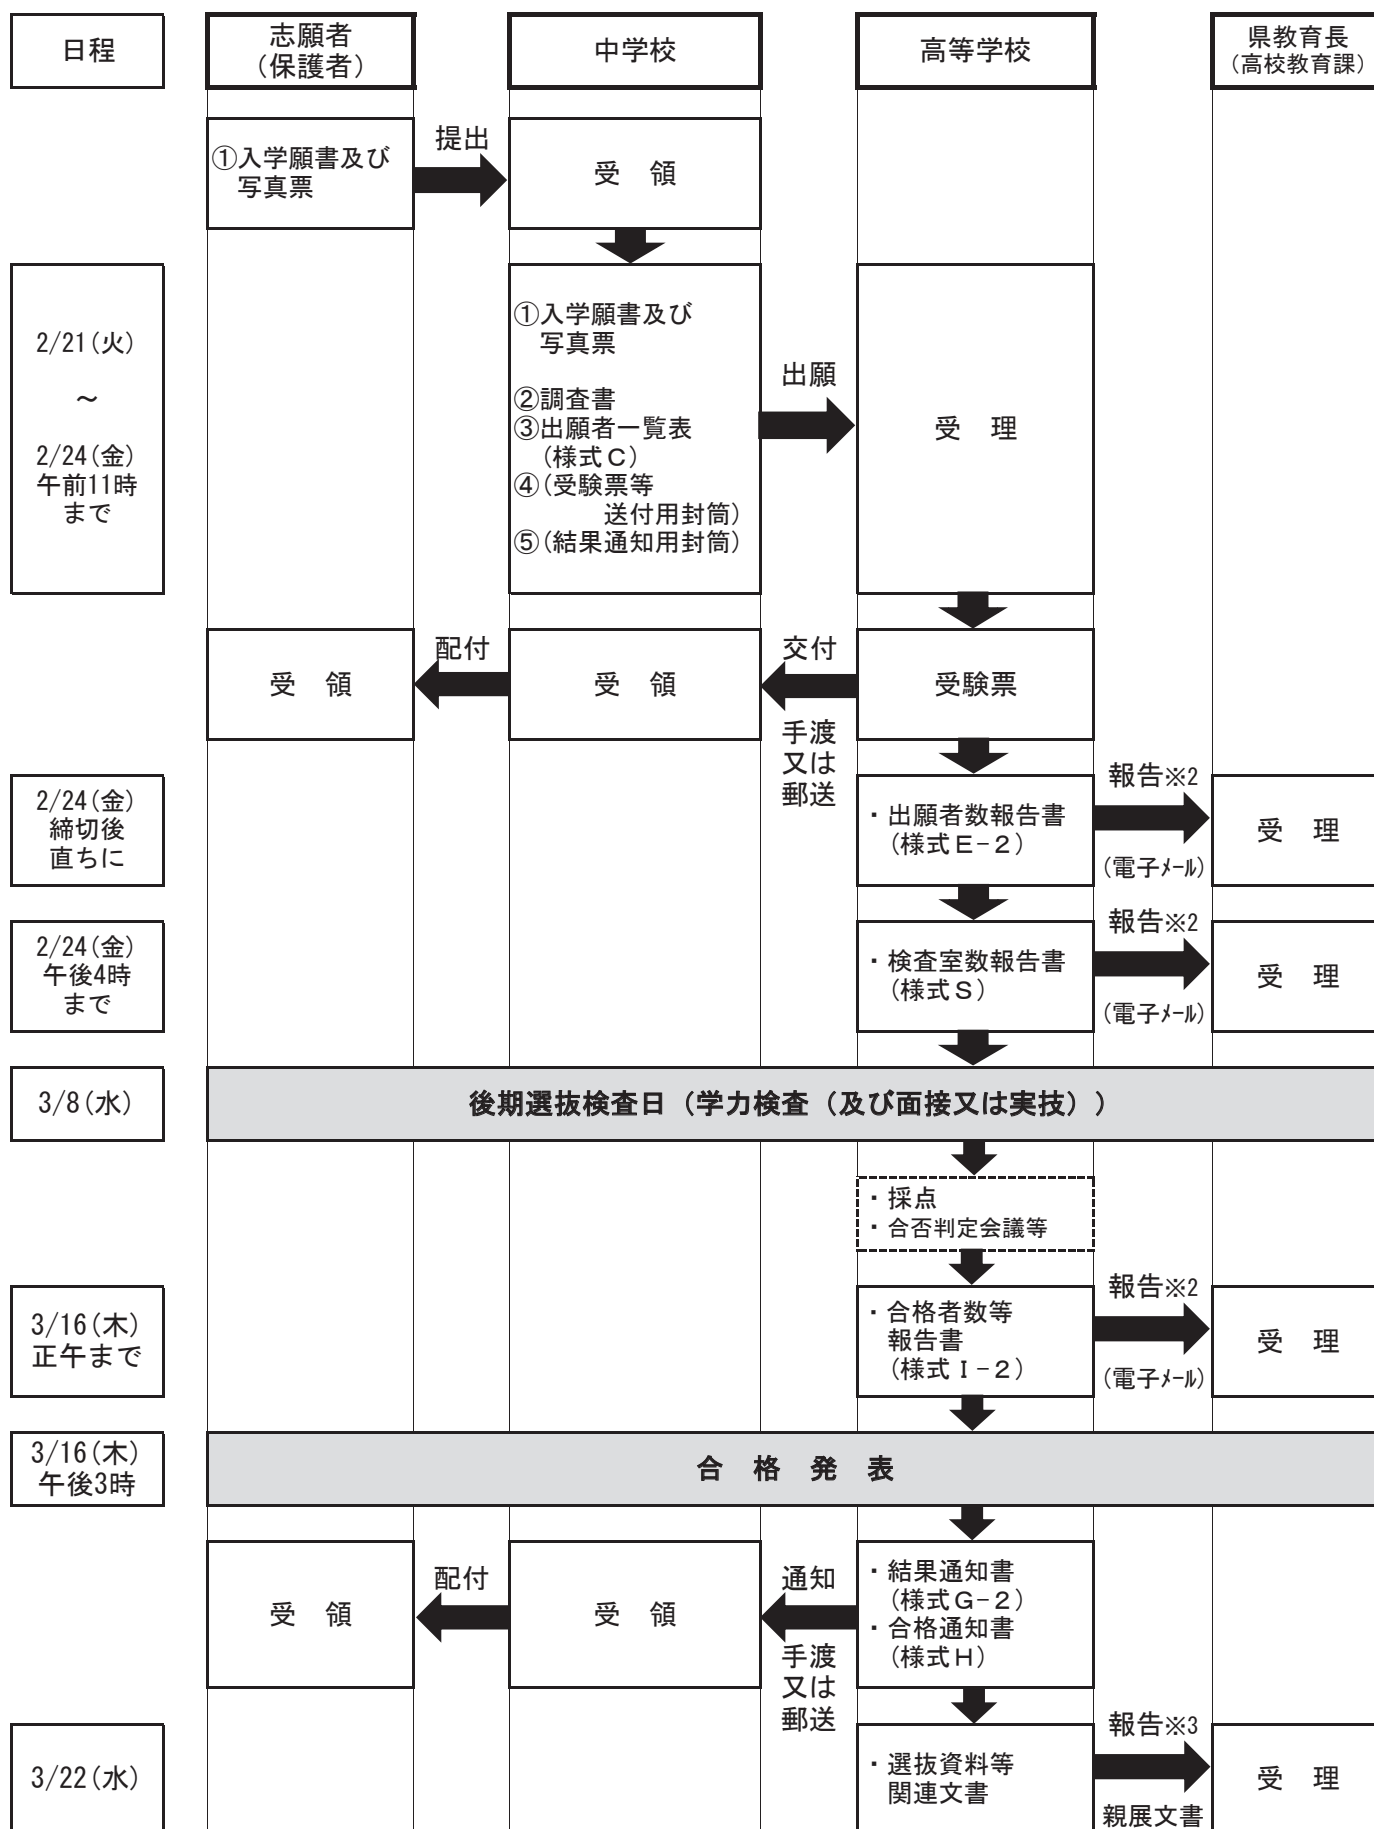 日程
志願者
（保護者）
中学校
高等学校
県教育長
（高校教育課）
①入学願書及び
写真票
提出
受　領
2/21(火)
～
2/24(金)
午前11時
まで
①入学願書及び
写真票
②調査書
③出願者一覧表
（様式Ｃ）
④（受験票等
送付用封筒）
⑤（結果通知用封筒）
出願
受　理
受　領
配付
受　領
交付
手渡
又は
郵送
受験票
2/24(金)
締切後
直ちに
・出願者数報告書
（様式Ｅ−２）
報告※2
（電子ﾒｰﾙ）
受　理
2/24(金)
午後4時
まで
・検査室数報告書
（様式Ｓ）
報告※2
（電子ﾒｰﾙ）
受　理
3/8(水)
後期選抜検査日（学力検査（及び面接又は実技））
・採点
・合否判定会議等
3/16(木)
正午まで
・合格者数等
報告書
（様式Ｉ−２）
報告※2
（電子ﾒｰﾙ）
受　理
3/16(木)
午後3時
合　格　発　表
受　領
配付
受　領
通知
手渡
又は
郵送
・結果通知書
（様式Ｇ−２）
・合格通知書
（様式Ｈ）
3/22(水)
・選抜資料等
関連文書
報告※3
親展文書
受　理